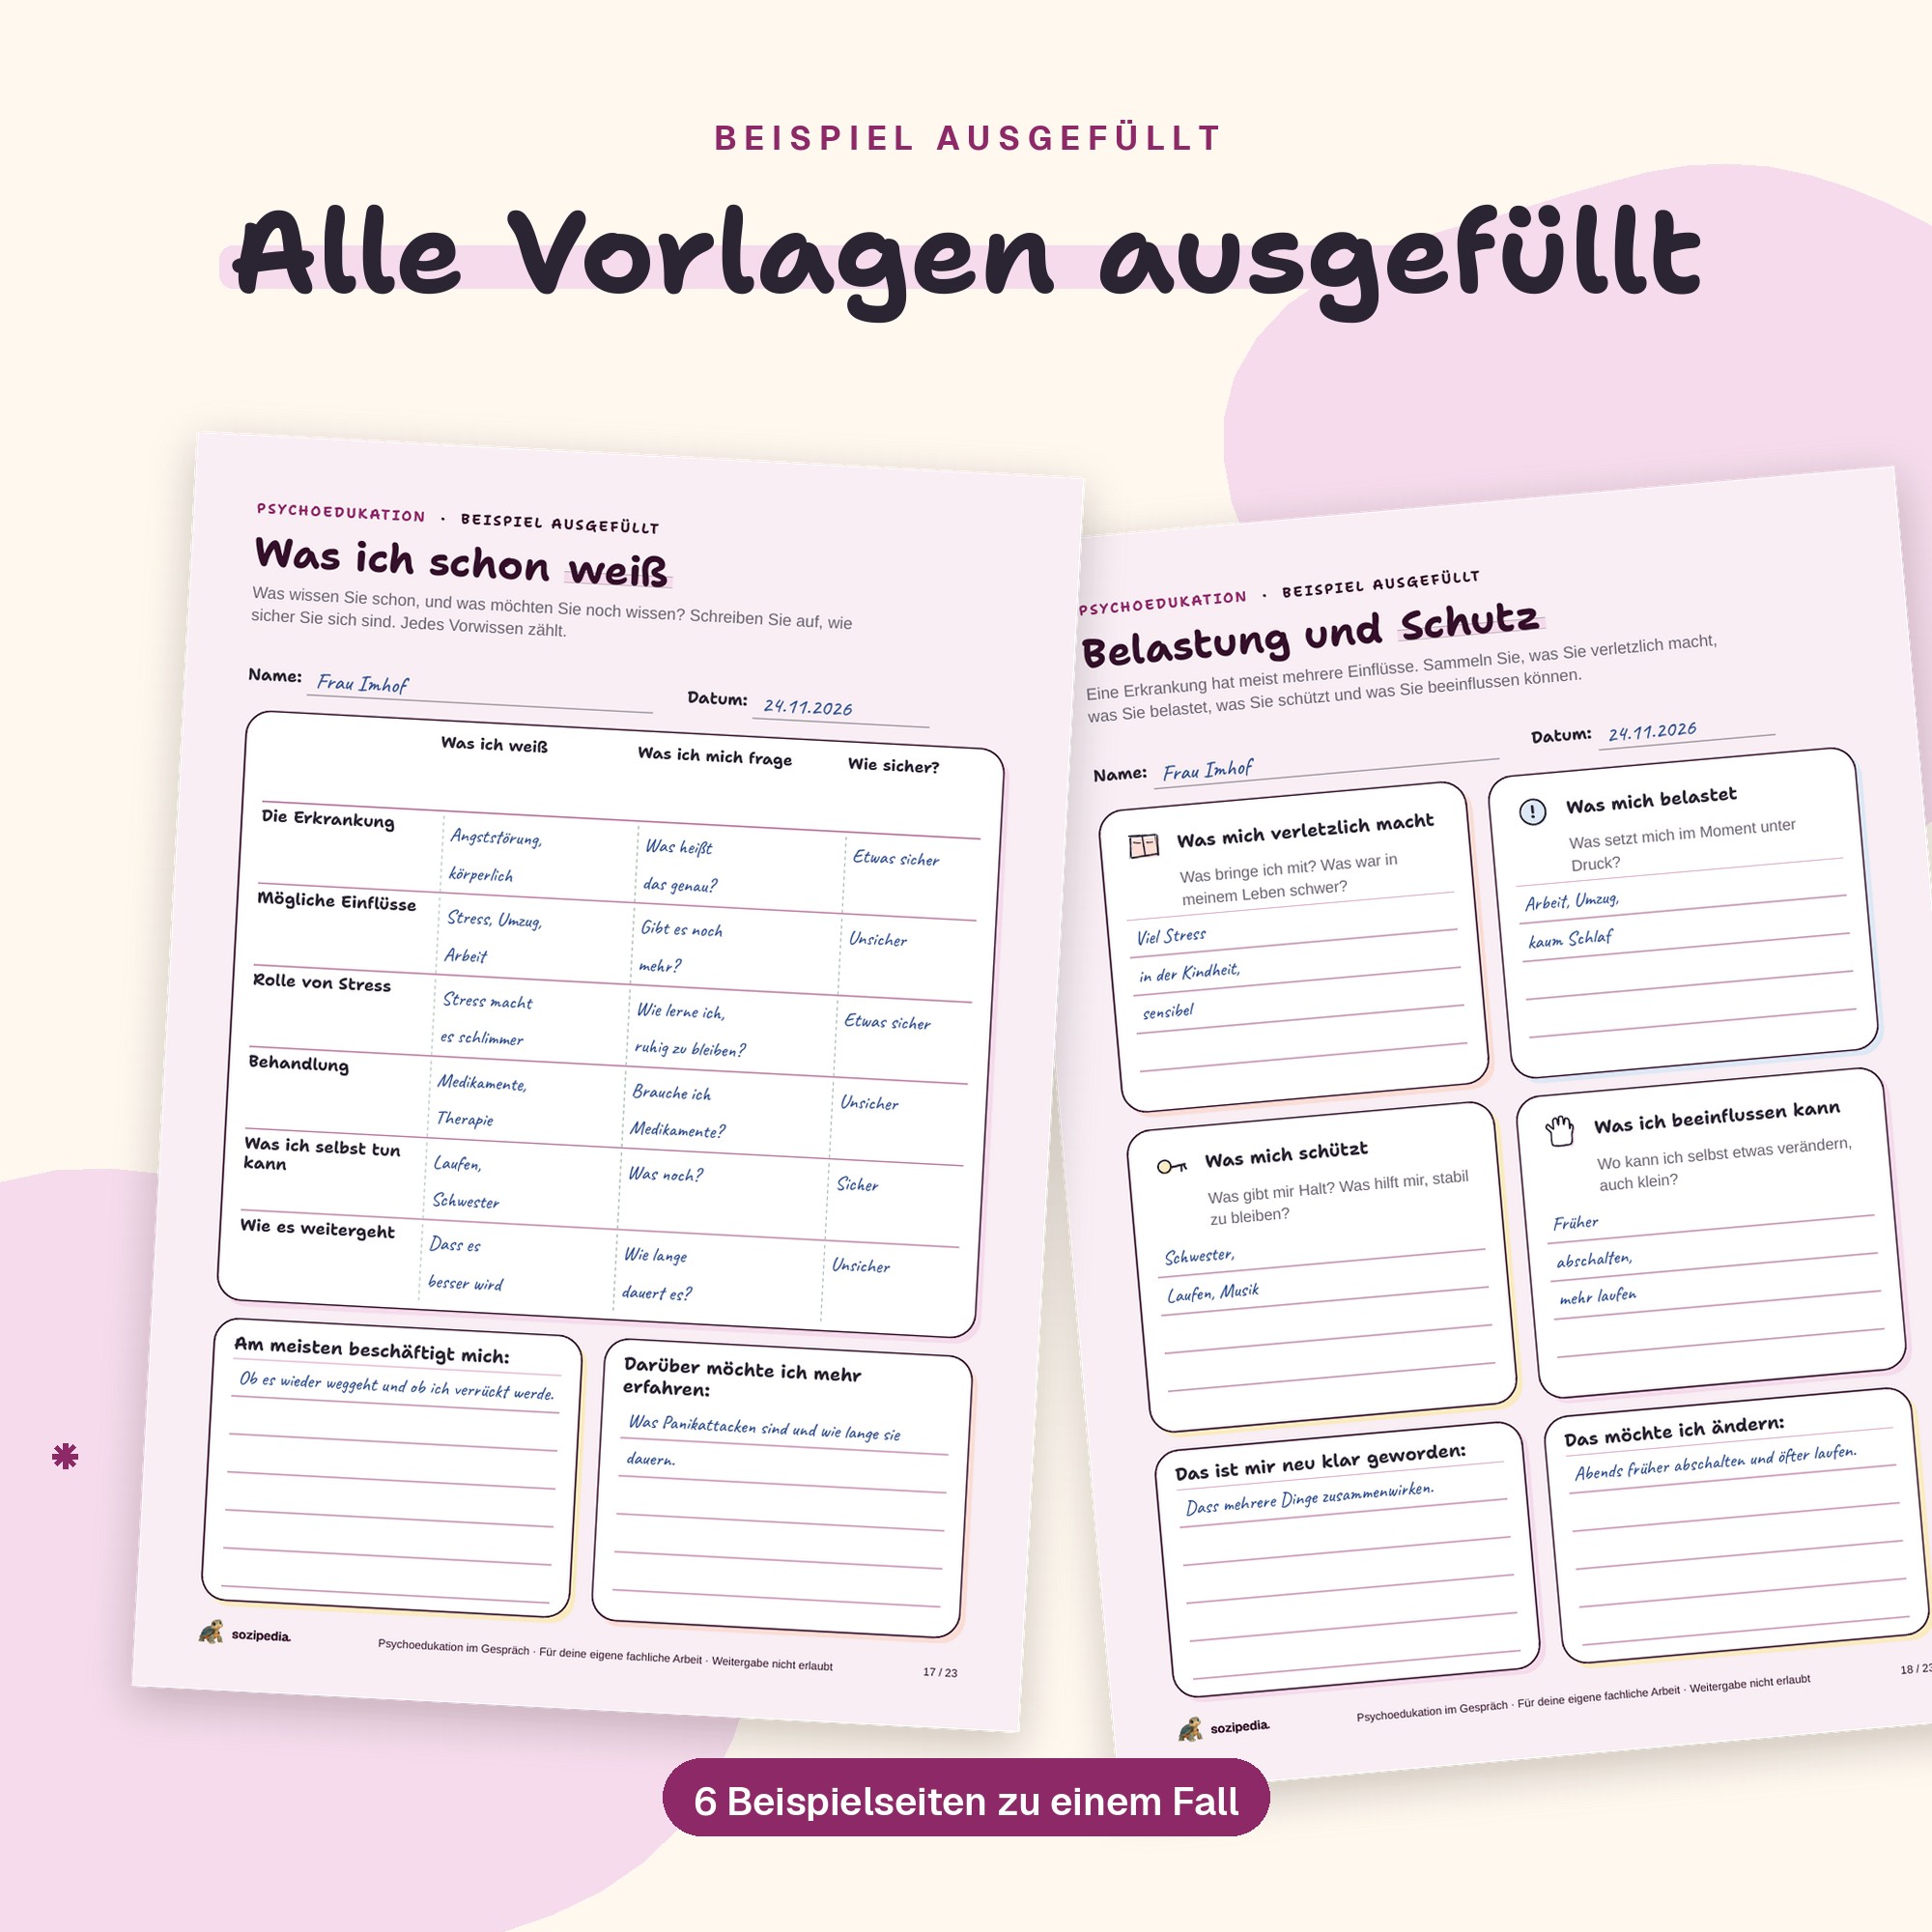 BEISPIEL AUSGEFÜLLT
Alle Vorlagen ausgefüllt
PSYCHOEDUKATION · BEISPIEL AUSGEFÜLLT
Was ich schon weiß
Was wissen Sie schon, und was möchten Sie noch wissen? Schreiben Sie auf, wie
sicher Sie sich sind. Jedes Vorwissen zählt.
Name: Frau Imhof Datum: 24.11.2026
Was ich weiß Was ich mich frage Wie sicher?
Die Erkrankung
Angststörung,
körperlich
Was heißt
das genau?
Etwas sicher
Mögliche Einflüsse
Stress, Umzug,
Arbeit
Gibt es noch
mehr?
Unsicher
Rolle von Stress
Stress macht
es schlimmer
Wie lerne ich,
ruhig zu bleiben?
Etwas sicher
Behandlung
Medikamente,
Therapie
Brauche ich
Medikamente?
Unsicher
Was ich selbst tun
kann
Laufen,
Schwester
Was noch?
Sicher
Wie es weitergeht
Dass es
besser wird
Wie lange
dauert es?
Unsicher
Am meisten beschäftigt mich:
Ob es wieder weggeht und ob ich verrückt werde.
Darüber möchte ich mehr
erfahren:
Was Panikattacken sind und wie lange sie
dauern.
sozipedia.
Psychoedukation im Gespräch · Für deine eigene fachliche Arbeit · Weitergabe nicht erlaubt
17 / 23
PSYCHOEDUKATION · BEISPIEL AUSGEFÜLLT
Belastung und Schutz
Eine Erkrankung hat meist mehrere Einflüsse. Sammeln Sie, was Sie verletzlich macht,
was Sie belastet, was Sie schützt und was Sie beeinflussen können.
Name: Frau Imhof Datum: 24.11.2026
Was mich verletzlich macht
Was bringe ich mit? Was war in
meinem Leben schwer?
Viel Stress
in der Kindheit,
sensibel
Was mich belastet
Was setzt mich im Moment unter
Druck?
Arbeit, Umzug,
kaum Schlaf
Was mich schützt
Was gibt mir Halt? Was hilft mir, stabil
zu bleiben?
Schwester,
Laufen, Musik
Was ich beeinflussen kann
Wo kann ich selbst etwas verändern,
auch klein?
Früher
abschalten,
mehr laufen
Das ist mir neu klar geworden:
Dass mehrere Dinge zusammenwirken.
Das möchte ich ändern:
Abends früher abschalten und öfter laufen.
sozipedia.
Psychoedukation im Gespräch · Für deine eigene fachliche Arbeit · Weitergabe nicht erlaubt
18 / 23
6 Beispielseiten zu einem Fall